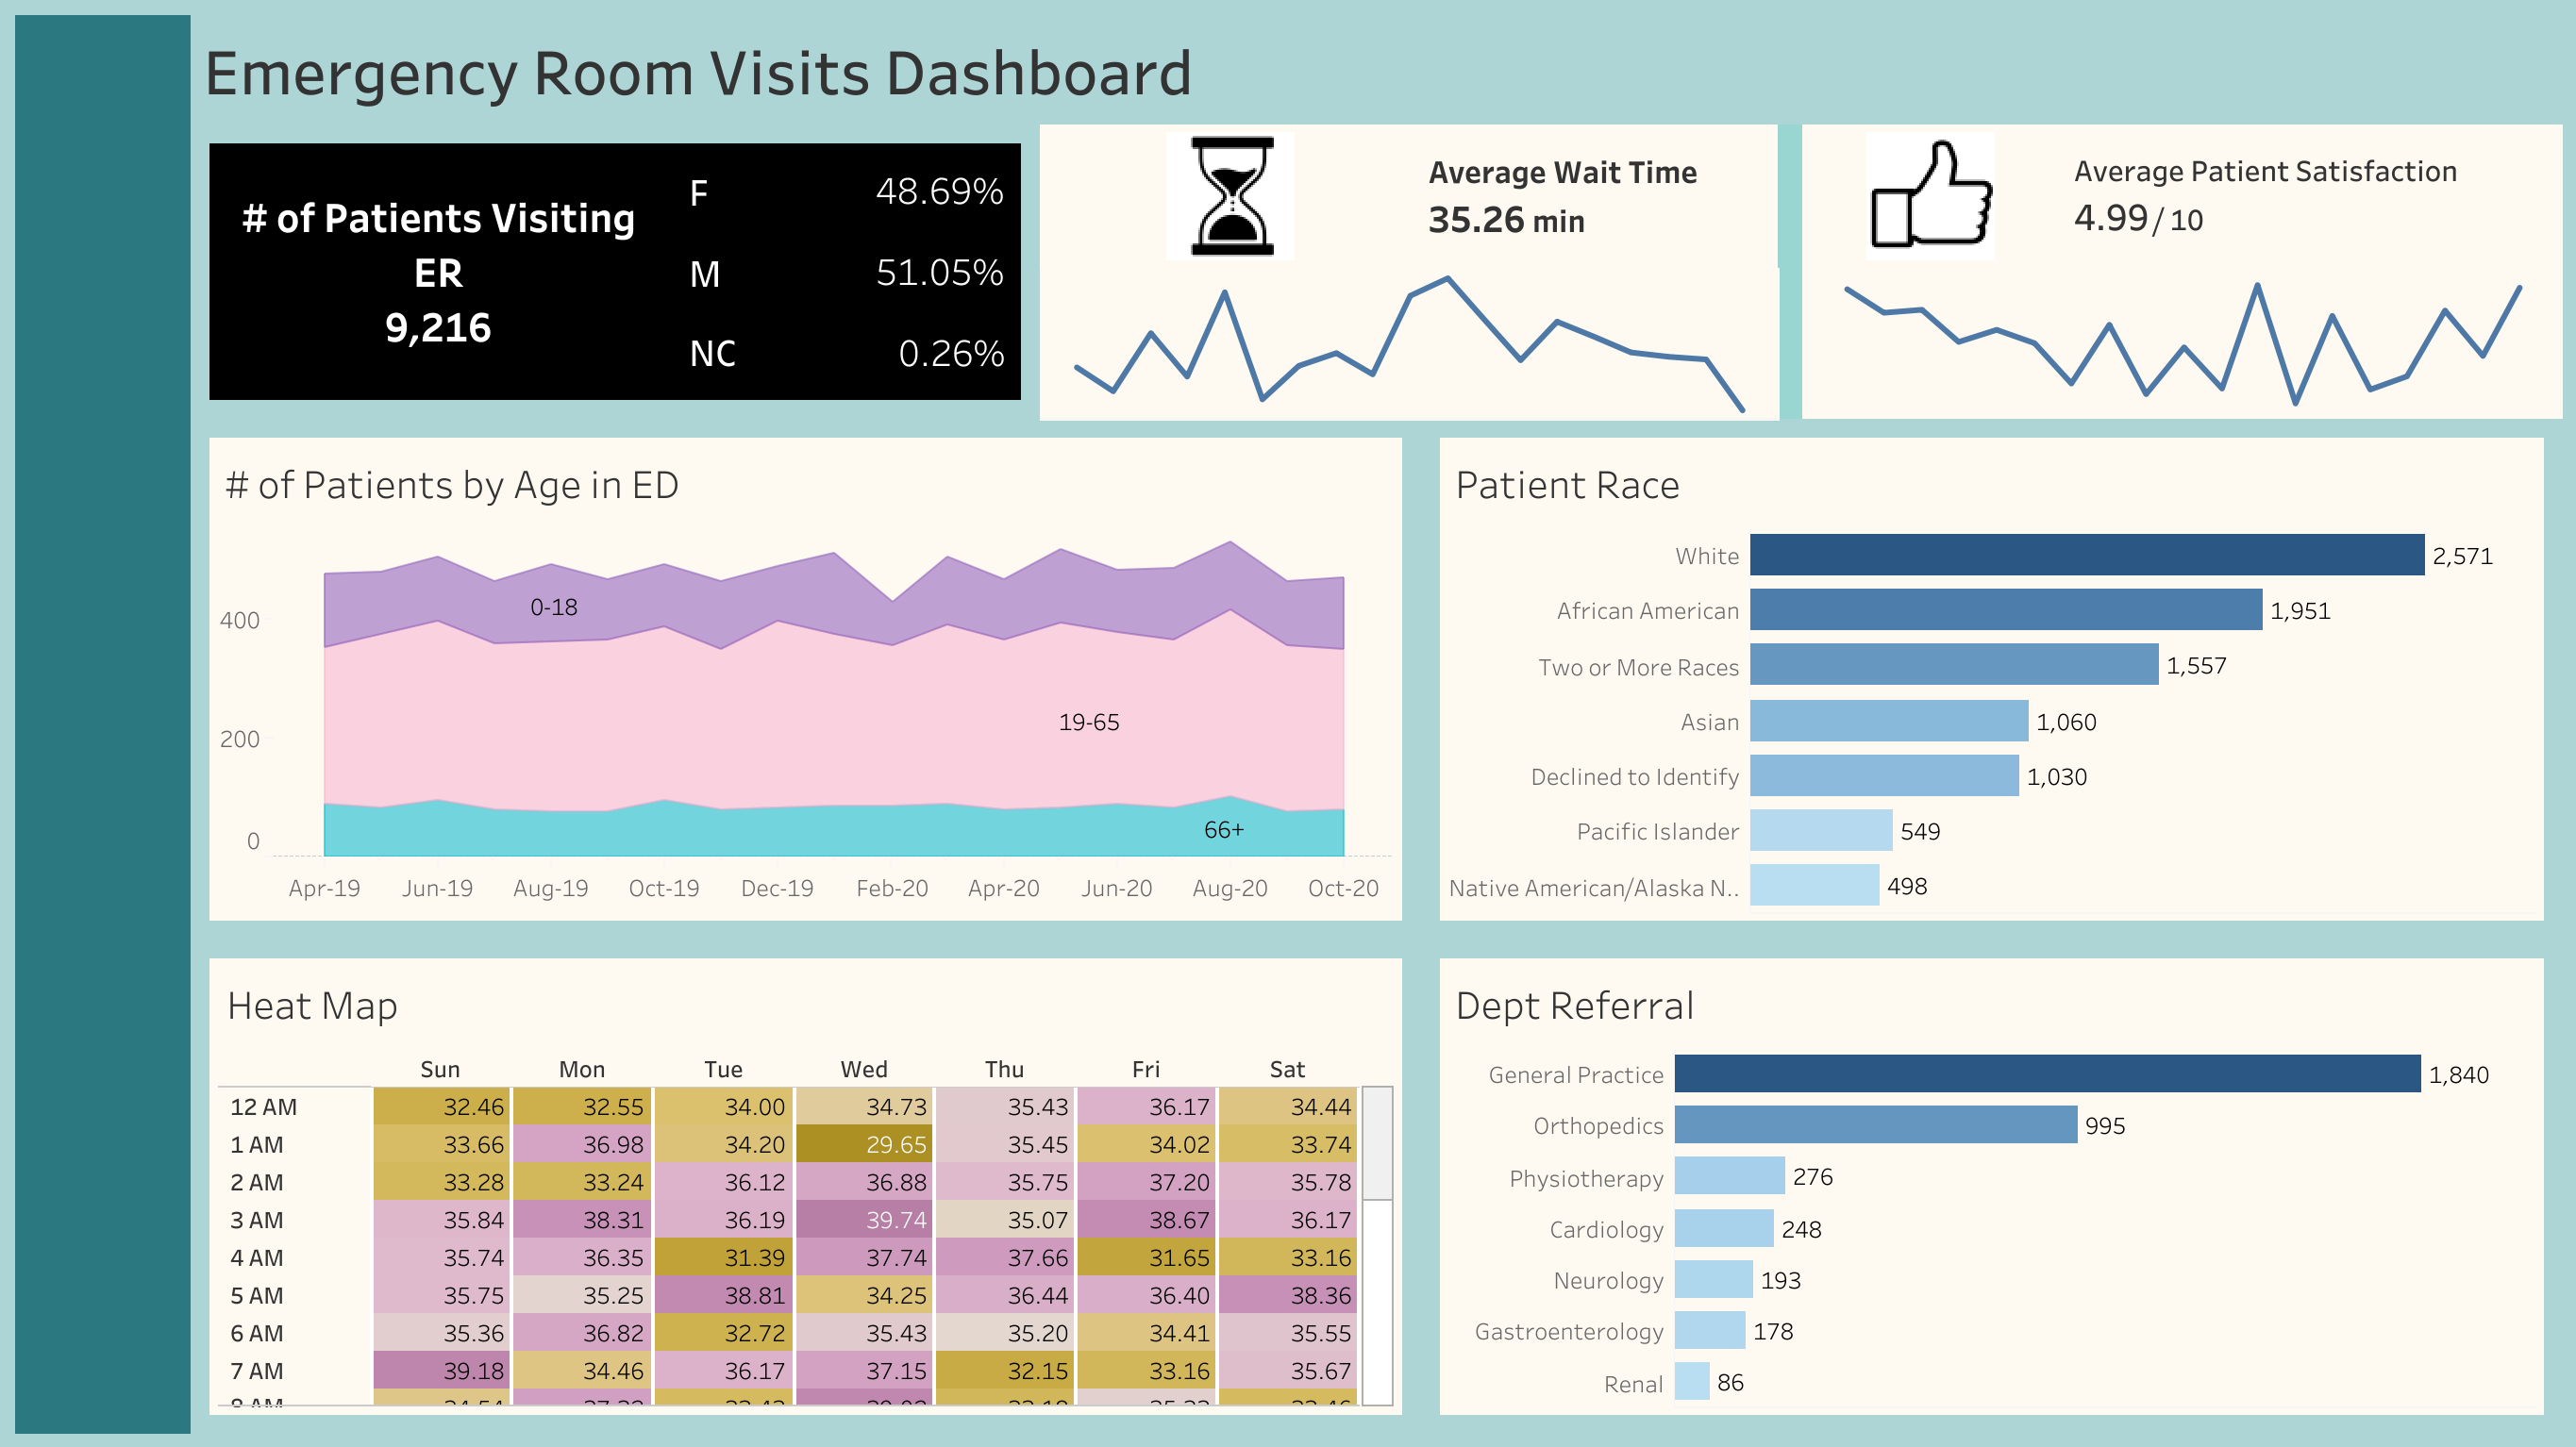 Emergency Room Visits Dashboard
# of Patients Visiting
ER
9,216
F 48.69%
M 51.05%
NC 0.26%
Average Wait Time
35.26 min
Average Patient Satisfaction
4.99 / 10
# of Patients by Age in ED
400
200
0
0-18
19-65
66+
Apr-19 Jun-19 Aug-19 Oct-19 Dec-19 Feb-20 Apr-20 Jun-20 Aug-20 Oct-20
Patient Race
White 2,571
African American 1,951
Two or More Races 1,557
Asian 1,060
Declined to Identify 1,030
Pacific Islander 549
Native American/Alaska N.. 498
Heat Map
Sun Mon Tue Wed Thu Fri Sat
12 AM 32.46 32.55 34.00 34.73 35.43 36.17 34.44
1 AM 33.66 36.98 34.20 29.65 35.45 34.02 33.74
2 AM 33.28 33.24 36.12 36.88 35.75 37.20 35.78
3 AM 35.84 38.31 36.19 39.74 35.07 38.67 36.17
4 AM 35.74 36.35 31.39 37.74 37.66 31.65 33.16
5 AM 35.75 35.25 38.81 34.25 36.44 36.40 38.36
6 AM 35.36 36.82 32.72 35.43 35.20 34.41 35.55
7 AM 39.18 34.46 36.17 37.15 32.15 33.16 35.67
Dept Referral
General Practice 1,840
Orthopedics 995
Physiotherapy 276
Cardiology 248
Neurology 193
Gastroenterology 178
Renal 86